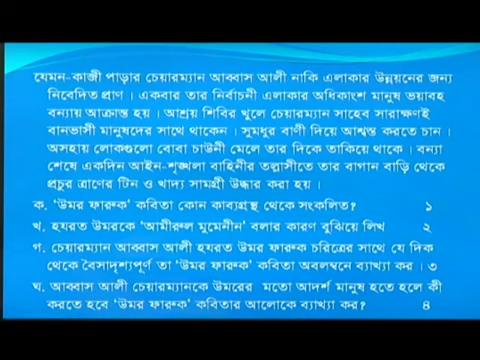 যেমন-কাজী পাড়ার চেয়ারম্যান আব্বাস আলী নাকি এলাকার উন্নয়নের জন্য
নিবেদিত প্রাণ । একবার তার নির্বাচনী এলাকার অধিকাংশ মানুষ ভয়াবহ
বন্যায় আক্রান্ত হয় । আশ্রয় শিবির খুলে চেয়ারম্যান সাহেব সারাক্ষণই
বানভাসী মানুষদের সাথে থাকেন । সুমধুর বাণী দিয়ে আশ্বস্ত করতে চান ।
অসহায় লোকগুলো বোবা চাউনী মেলে তার দিকে তাকিয়ে থাকে । বন্যা
শেষে একদিন আইন-শৃঙ্খলা বাহিনীর তল্লাসীতে তার বাগান বাড়ি থেকে
প্রচুর ত্রাণের টিন ও খাদ্য সামগ্রী উদ্ধার করা হয় ।
ক. ‘উমর ফারুক’ কবিতা কোন কাব্যগ্রন্থ থেকে সংকলিত? ১
খ. হযরত উমরকে ‘আমীরুল মুমেনীন’ বলার কারণ বুঝিয়ে লিখ ২
গ. চেয়ারম্যান আব্বাস আলী হযরত উমর ফারুক চরিত্রের সাথে যে দিক
থেকে বৈসাদৃশ্যপূর্ণ তা ‘উমর ফারুক’ কবিতা অবলম্বনে ব্যাখ্যা কর । ৩
ঘ. আব্বাস আলী চেয়ারম্যানকে উমরের মতো আদর্শ মানুষ হতে হলে কী
করতে হবে ‘উমর ফারুক’ কবিতার আলোকে ব্যাখ্যা কর? ৪